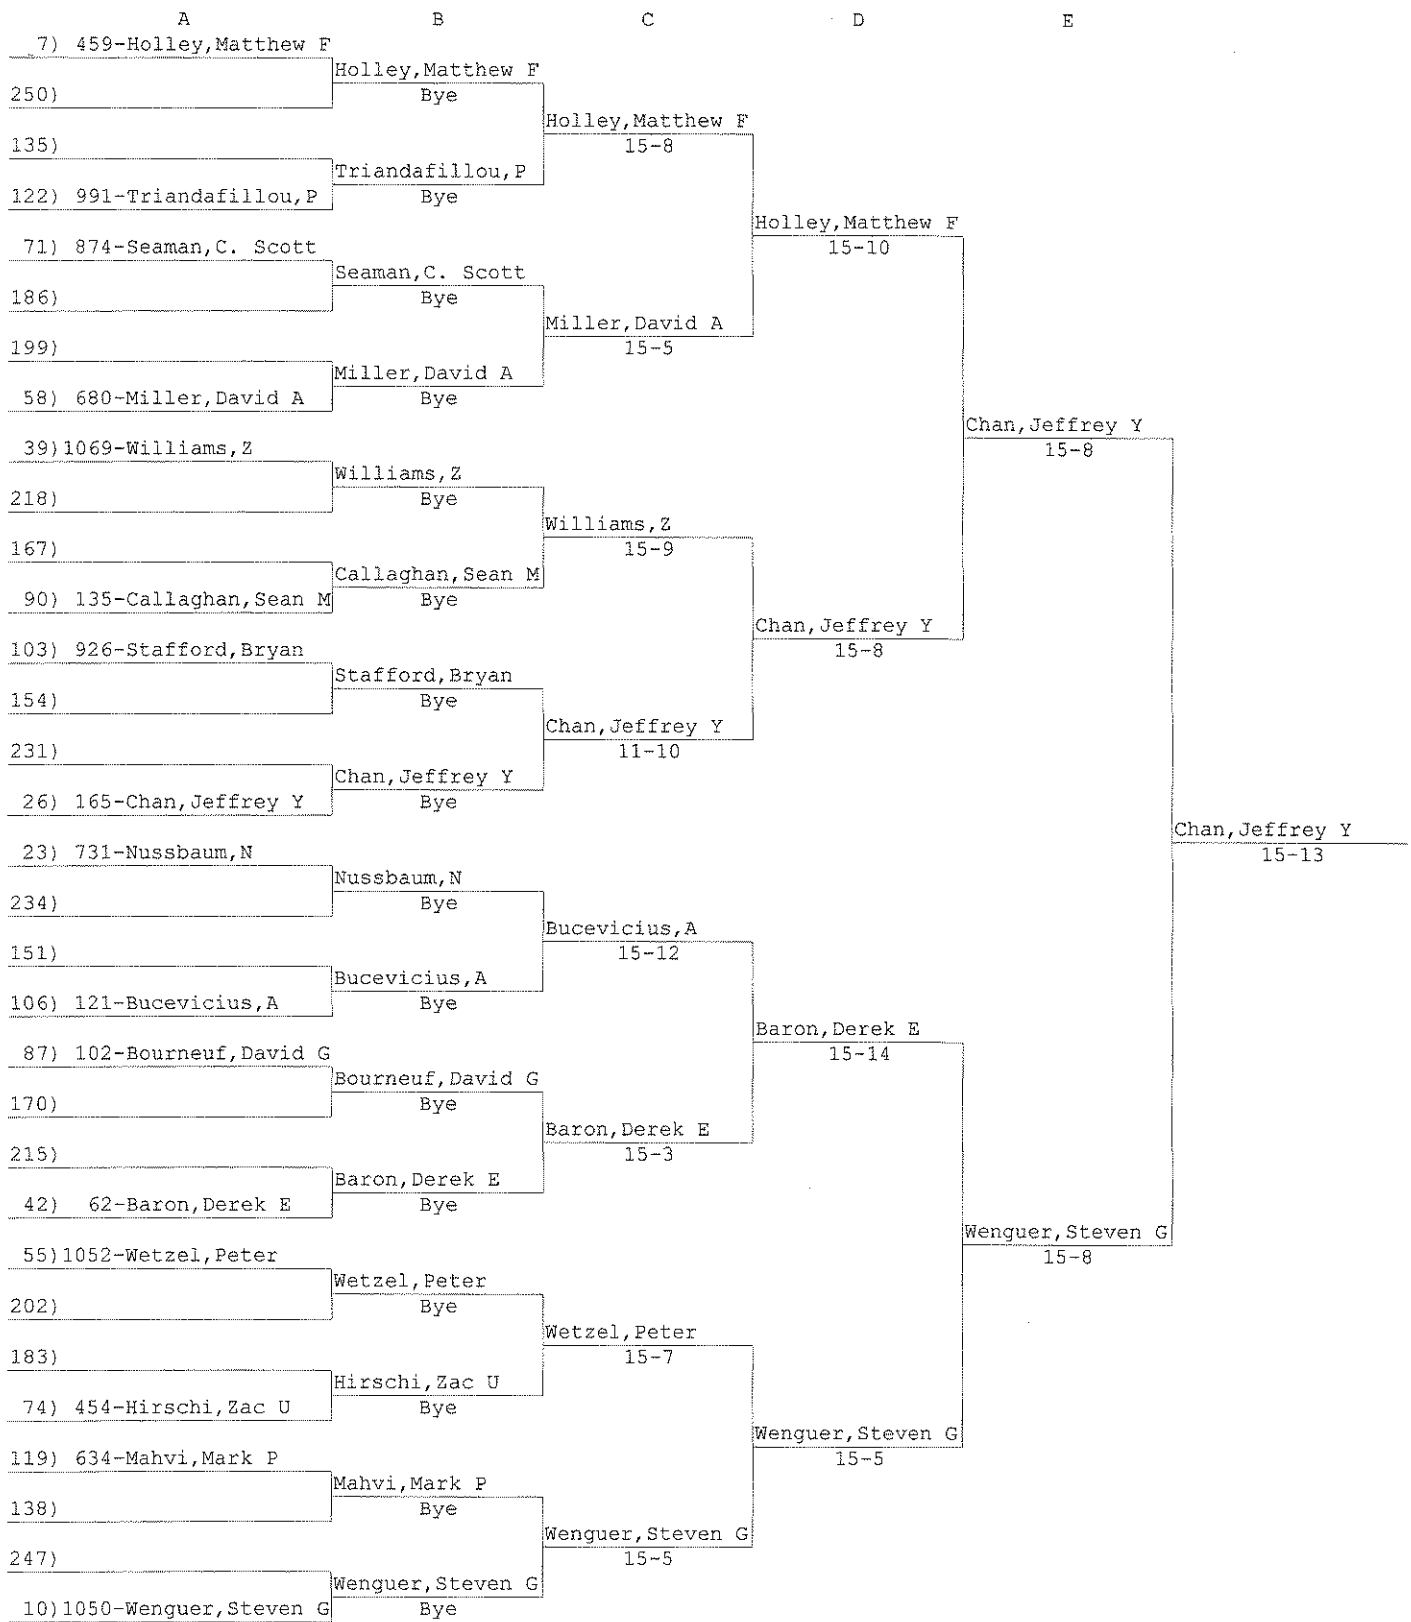 A B C D E
7) 459-Holley,Matthew F
Holley,Matthew F
250) Bye
Holley,Matthew F
135) 15-8
Triandafillou,P
122) 991-Triandafillou,P Bye
Holley,Matthew F
71) 874-Seaman,C. Scott 15-10
Seaman,C. Scott
186) Bye
Miller,David A
199) 15-5
Miller,David A
58) 680-Miller,David A Bye
Chan,Jeffrey Y
39)1069-Williams,Z 15-8
Williams,Z
218) Bye
Williams,Z
167) 15-9
Callaghan,Sean M
90) 135-Callaghan,Sean M Bye
Chan,Jeffrey Y
103) 926-Stafford,Bryan 15-8
Stafford,Bryan
154) Bye
Chan,Jeffrey Y
231) 11-10
Chan,Jeffrey Y
26) 165-Chan,Jeffrey Y Bye
Chan,Jeffrey Y
23) 731-Nussbaum,N 15-13
Nussbaum,N
234) Bye
Bucevicius,A
151) 15-12
Bucevicius,A
106) 121-Bucevicius,A Bye
Baron,Derek E
87) 102-Bourneuf,David G 15-14
Bourneuf,David G
170) Bye
Baron,Derek E
215) 15-3
Baron,Derek E
42) 62-Baron,Derek E Bye
Wenguer,Steven G
55)1052-Wetzel,Peter 15-8
Wetzel,Peter
202) Bye
Wetzel,Peter
183) 15-7
Hirschi,Zac U
74) 454-Hirschi,Zac U Bye
Wenguer,Steven G
119) 634-Mahvi,Mark P 15-5
Mahvi,Mark P
138) Bye
Wenguer,Steven G
247) 15-5
Wenguer,Steven G
10)1050-Wenguer,Steven G Bye